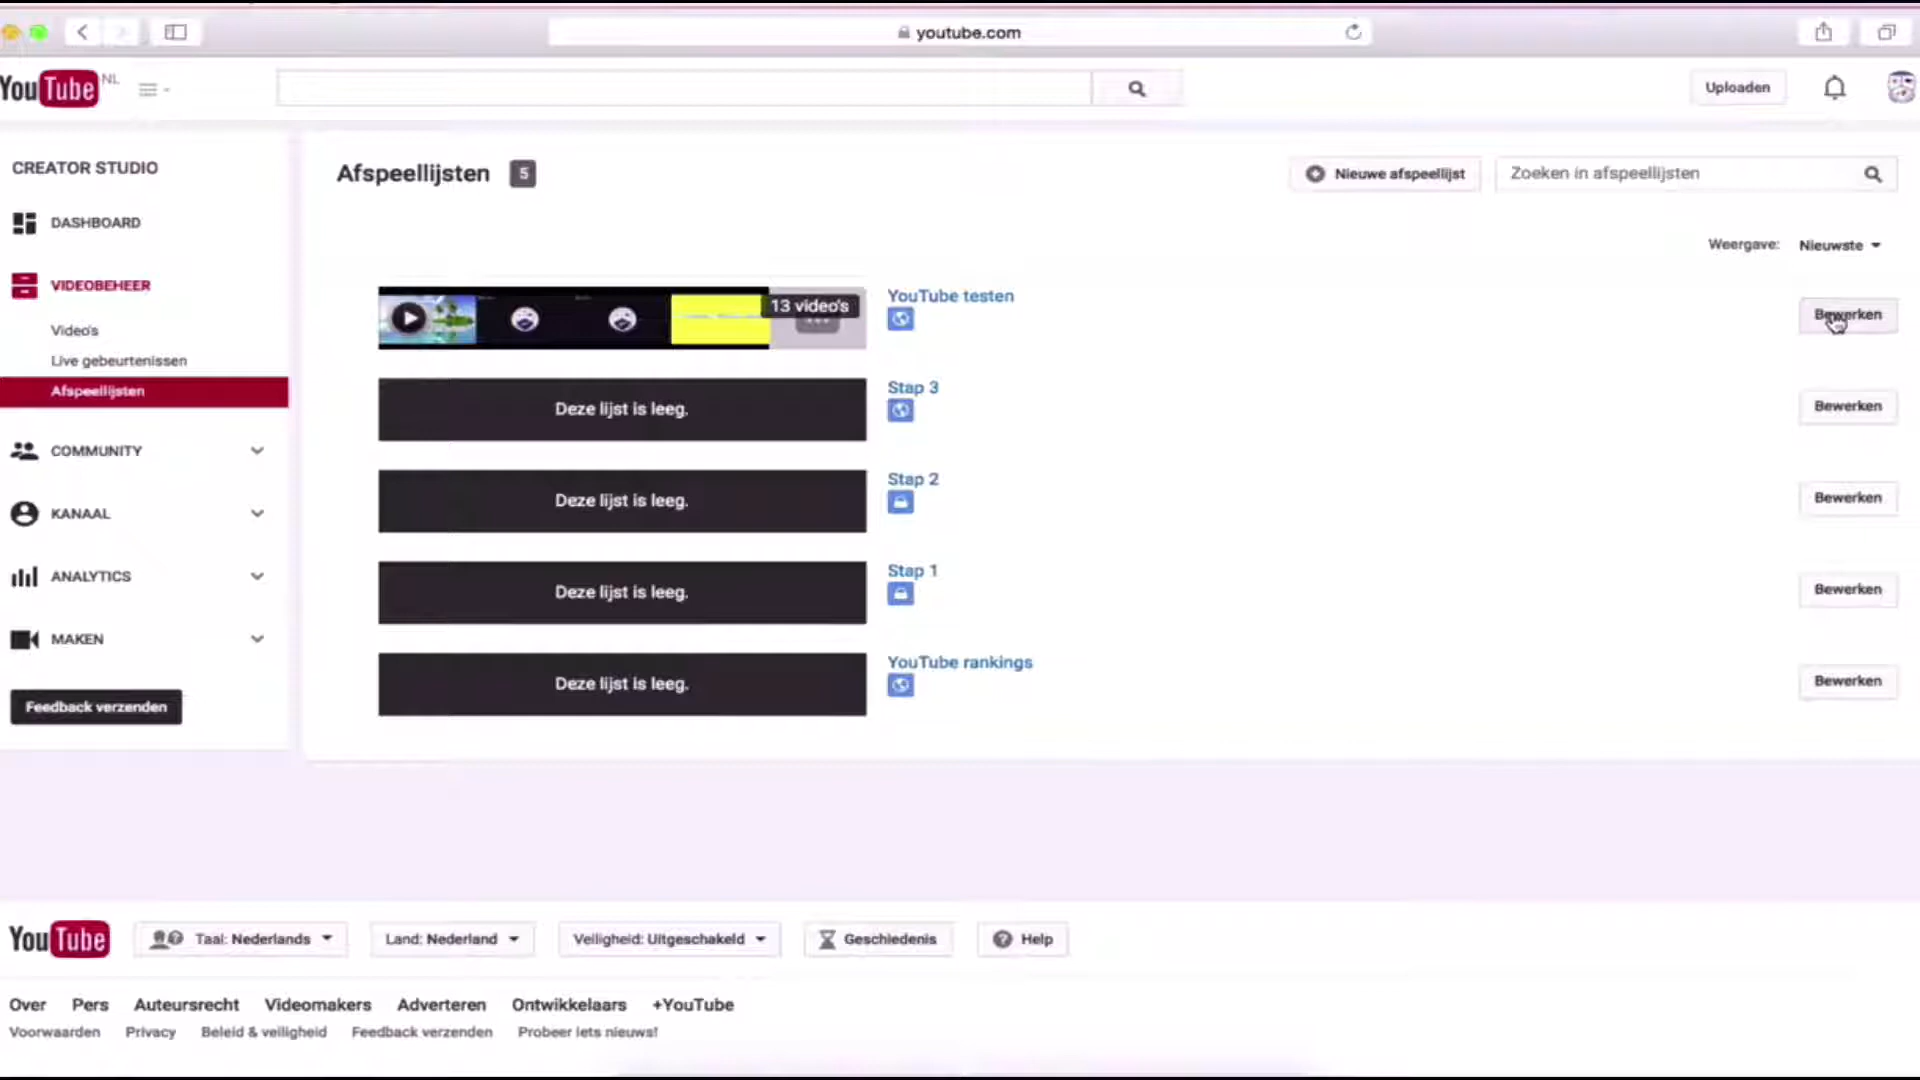 youtube.com
YouTube NL
Uploaden
CREATOR STUDIO
DASHBOARD
VIDEOBEHEER
Video's
Live gebeurtenissen
Afspeellijsten
COMMUNITY
KANAAL
ANALYTICS
MAKEN
Feedback verzenden
Afspeellijsten 5
Nieuwe afspeellijst
Zoeken in afspeellijsten
Weergave: Nieuwste
13 video's
YouTube testen
Bewerken
Deze lijst is leeg.
Stap 3
Bewerken
Deze lijst is leeg.
Stap 2
Bewerken
Deze lijst is leeg.
Stap 1
Bewerken
Deze lijst is leeg.
YouTube rankings
Bewerken
YouTube
Taal: Nederlands
Land: Nederland
Veiligheid: Uitgeschakeld
Geschiedenis
Help
Over Pers Auteursrecht Videomakers Adverteren Ontwikkelaars +YouTube
Voorwaarden Privacy Beleid & veiligheid Feedback verzenden Probeer iets nieuws!